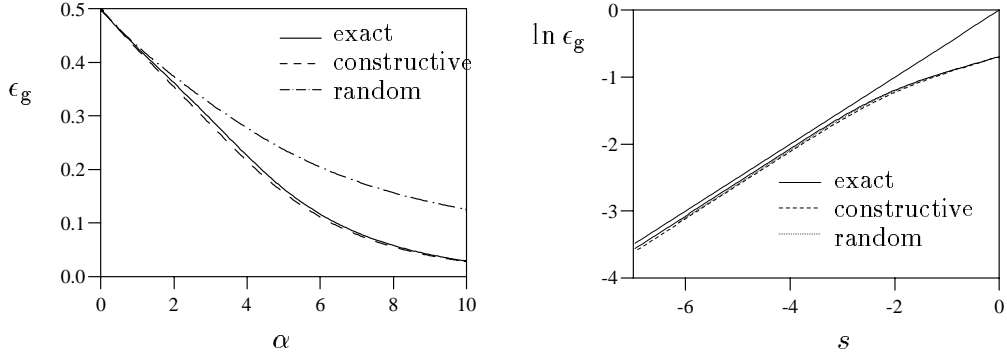 0.5
0.4
0.3
0.2
0.1
0.0
ϵg
exact
constructive
random
0 2 4 6 8 10
α
0
−1
−2
−3
−4
ln ϵg
exact
constructive
random
−6 −4 −2 0
s